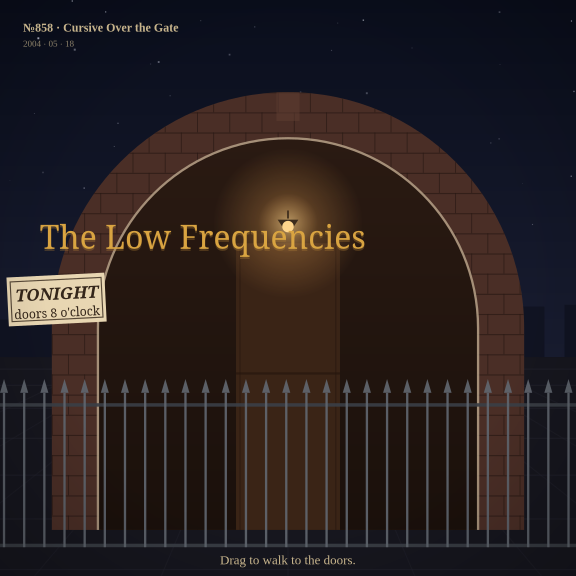 №858 · Cursive Over the Gate
2004 · 05 · 18
The Low Frequencies
TONIGHT
doors 8 o'clock
Drag to walk to the doors.